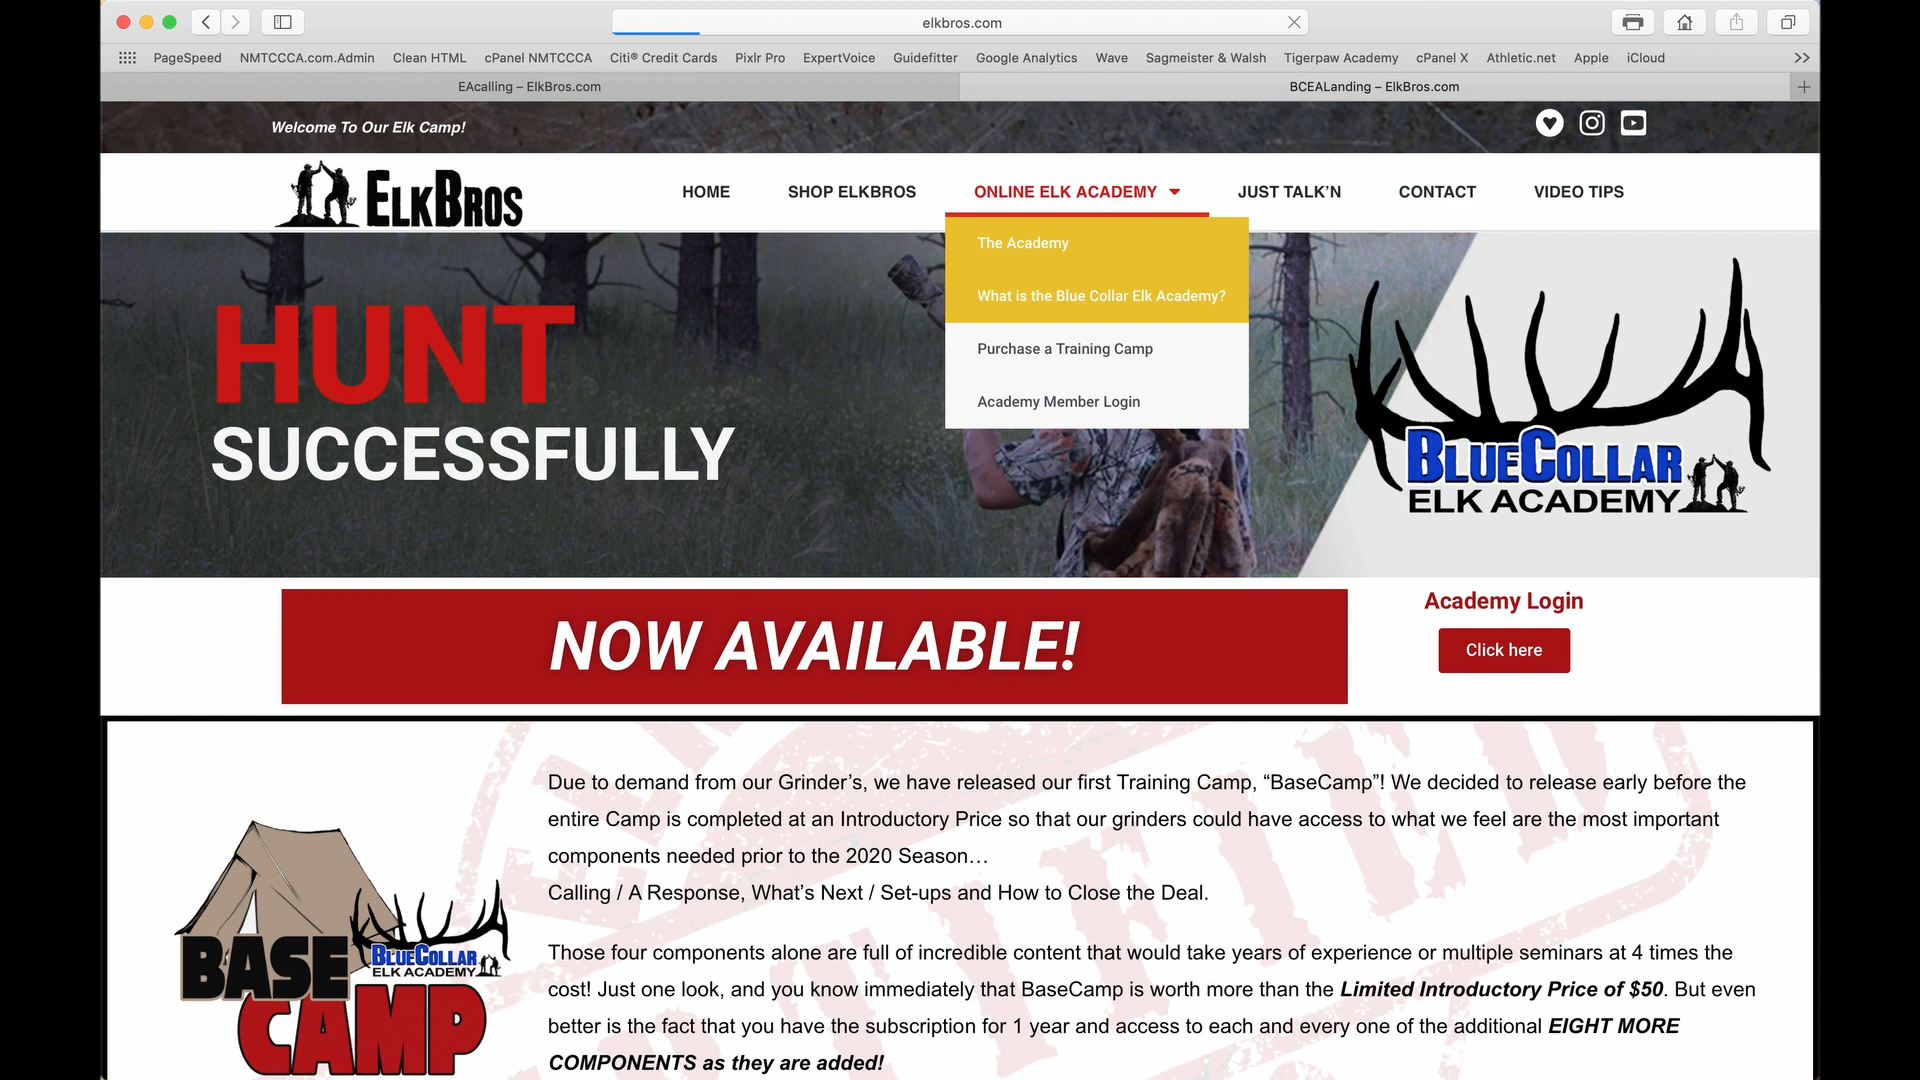 elkbros.com
PageSpeed NMTCCCA.com.Admin Clean HTML cPanel NMTCCCA Citi® Credit Cards Pixlr Pro ExpertVoice Guidefitter Google Analytics Wave Sagmeister & Walsh Tigerpaw Academy cPanel X Athletic.net Apple iCloud
EAcalling – ElkBros.com BCEALanding – ElkBros.com
Welcome To Our Elk Camp!
ELKBROS
HOME SHOP ELKBROS ONLINE ELK ACADEMY JUST TALK’N CONTACT VIDEO TIPS
The Academy
What is the Blue Collar Elk Academy?
Purchase a Training Camp
Academy Member Login
HUNT
SUCCESSFULLY
BLUECOLLAR
ELK ACADEMY
NOW AVAILABLE!
Academy Login
Click here
Due to demand from our Grinder’s, we have released our first Training Camp, “BaseCamp”! We decided to release early before the
entire Camp is completed at an Introductory Price so that our grinders could have access to what we feel are the most important
components needed prior to the 2020 Season…
Calling / A Response, What’s Next / Set-ups and How to Close the Deal.
Those four components alone are full of incredible content that would take years of experience or multiple seminars at 4 times the
cost! Just one look, and you know immediately that BaseCamp is worth more than the Limited Introductory Price of $50. But even
better is the fact that you have the subscription for 1 year and access to each and every one of the additional EIGHT MORE
COMPONENTS as they are added!
BASE
BLUECOLLAR
ELK ACADEMY
CAMP